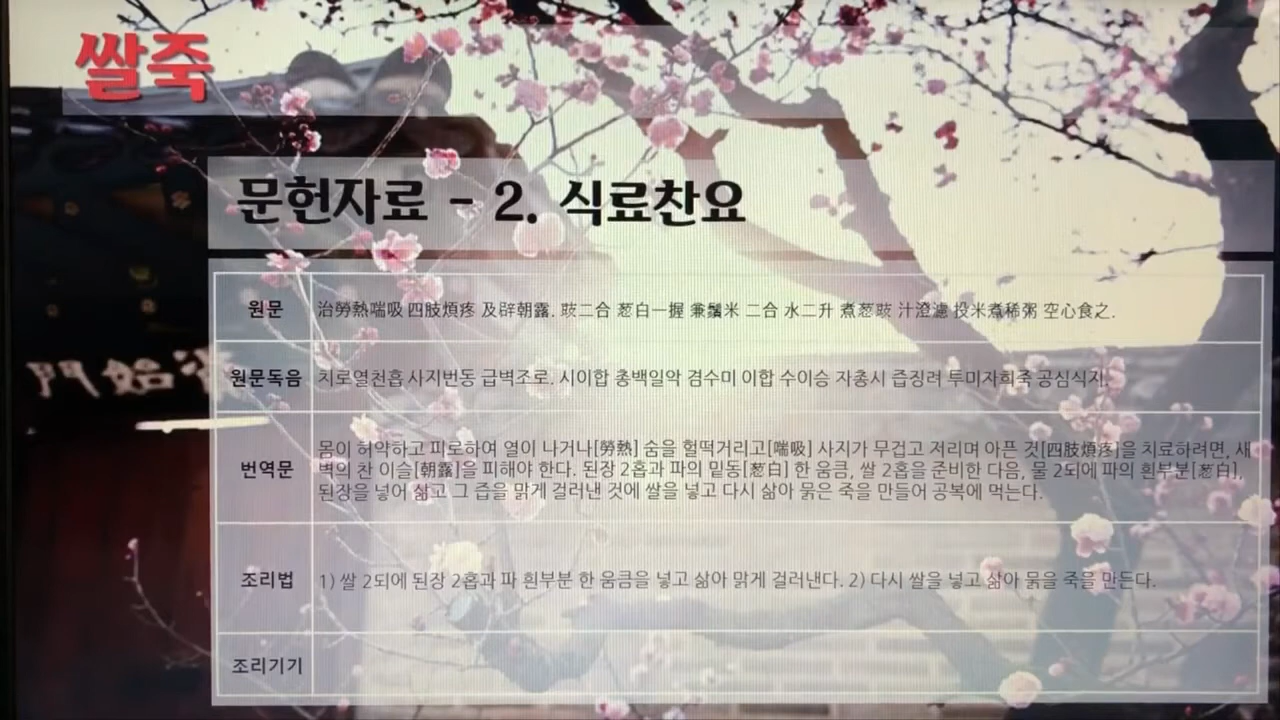 쌀죽
문헌자료 - 2. 식료찬요
원문
治勞熱喘吸 四肢煩疼 及辟朝露. 豉二合 葱白一握 兼鬚米 二合 水二升 煮葱豉 汁澄濾 投米煮稀粥 空心食之.
원문독음
치로열천흡 사지번동 급벽조로. 시이합 총백일악 겸수미 이합 수이승 자총시 즙징려 투미자희죽 공심식지.
번역문
몸이 허약하고 피로하여 열이 나거나[勞熱] 숨을 헐떡거리고[喘吸] 사지가 무겁고 저리며 아픈 것[四肢煩疼]을 치료하려면, 새
벽의 찬 이슬[朝露]을 피해야 한다. 된장 2홉과 파의 밑동[葱白] 한 움큼, 쌀 2홉을 준비한 다음, 물 2되에 파의 흰부분[葱白],
된장을 넣어 삶고 그 즙을 맑게 걸러낸 것에 쌀을 넣고 다시 삶아 묽은 죽을 만들어 공복에 먹는다.
조리법
1) 쌀 2되에 된장 2홉과 파 흰부분 한 움큼을 넣고 삶아 맑게 걸러낸다. 2) 다시 쌀을 넣고 삶아 묽을 죽을 만든다.
조리기기
門始